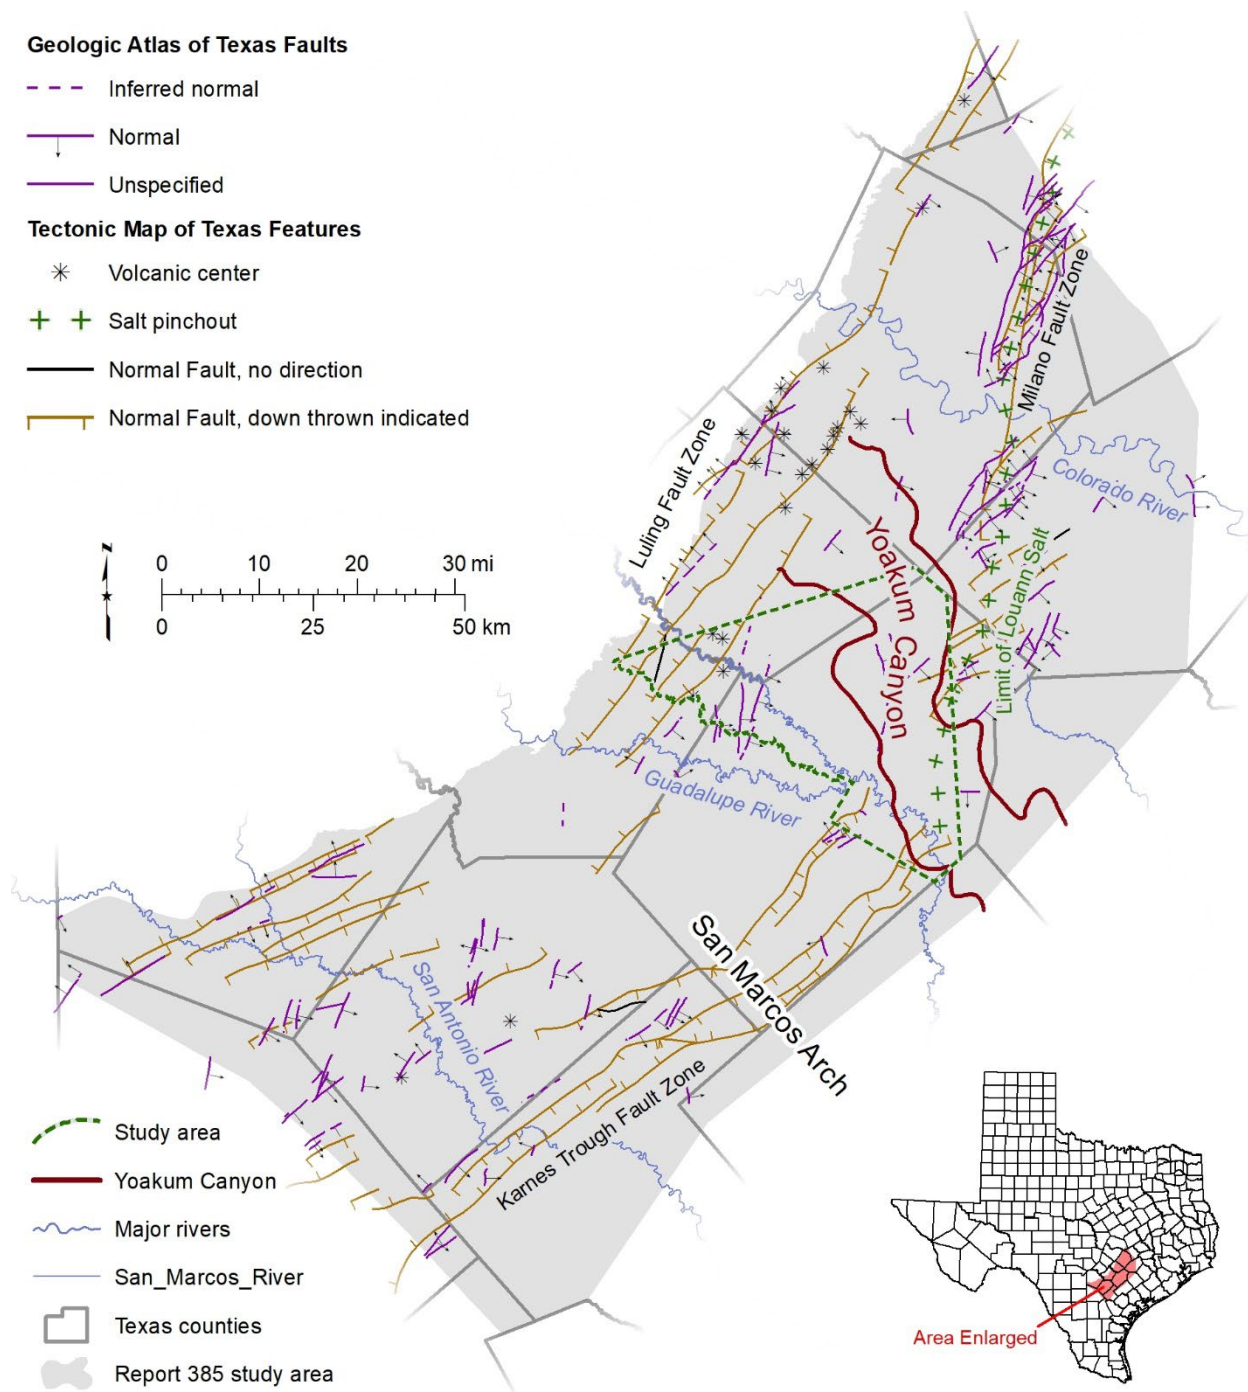 Geologic Atlas of Texas Faults
Inferred normal
Normal
Unspecified
Tectonic Map of Texas Features
Volcanic center
Salt pinchout
Normal Fault, no direction
Normal Fault, down thrown indicated
Milano Fault Zone
Luling Fault Zone
Colorado River
Yoakum Canyon
Limit of Louann Salt
N
0 10 20 30 mi
0 25 50 km
Guadalupe River
San Marcos Arch
San Antonio River
Karnes Trough Fault Zone
Study area
Yoakum Canyon
Major rivers
San_Marcos_River
Texas counties
Report 385 study area
Area Enlarged